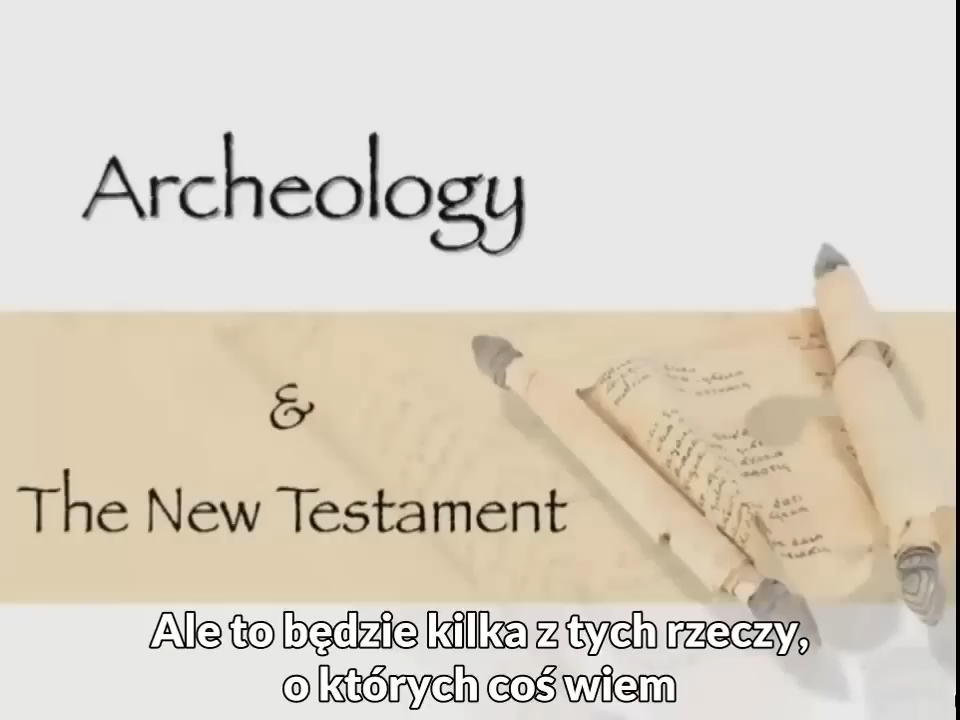 Archeology
&
The New Testament
Ale to będzie kilka z tych rzeczy,
o których coś wiem